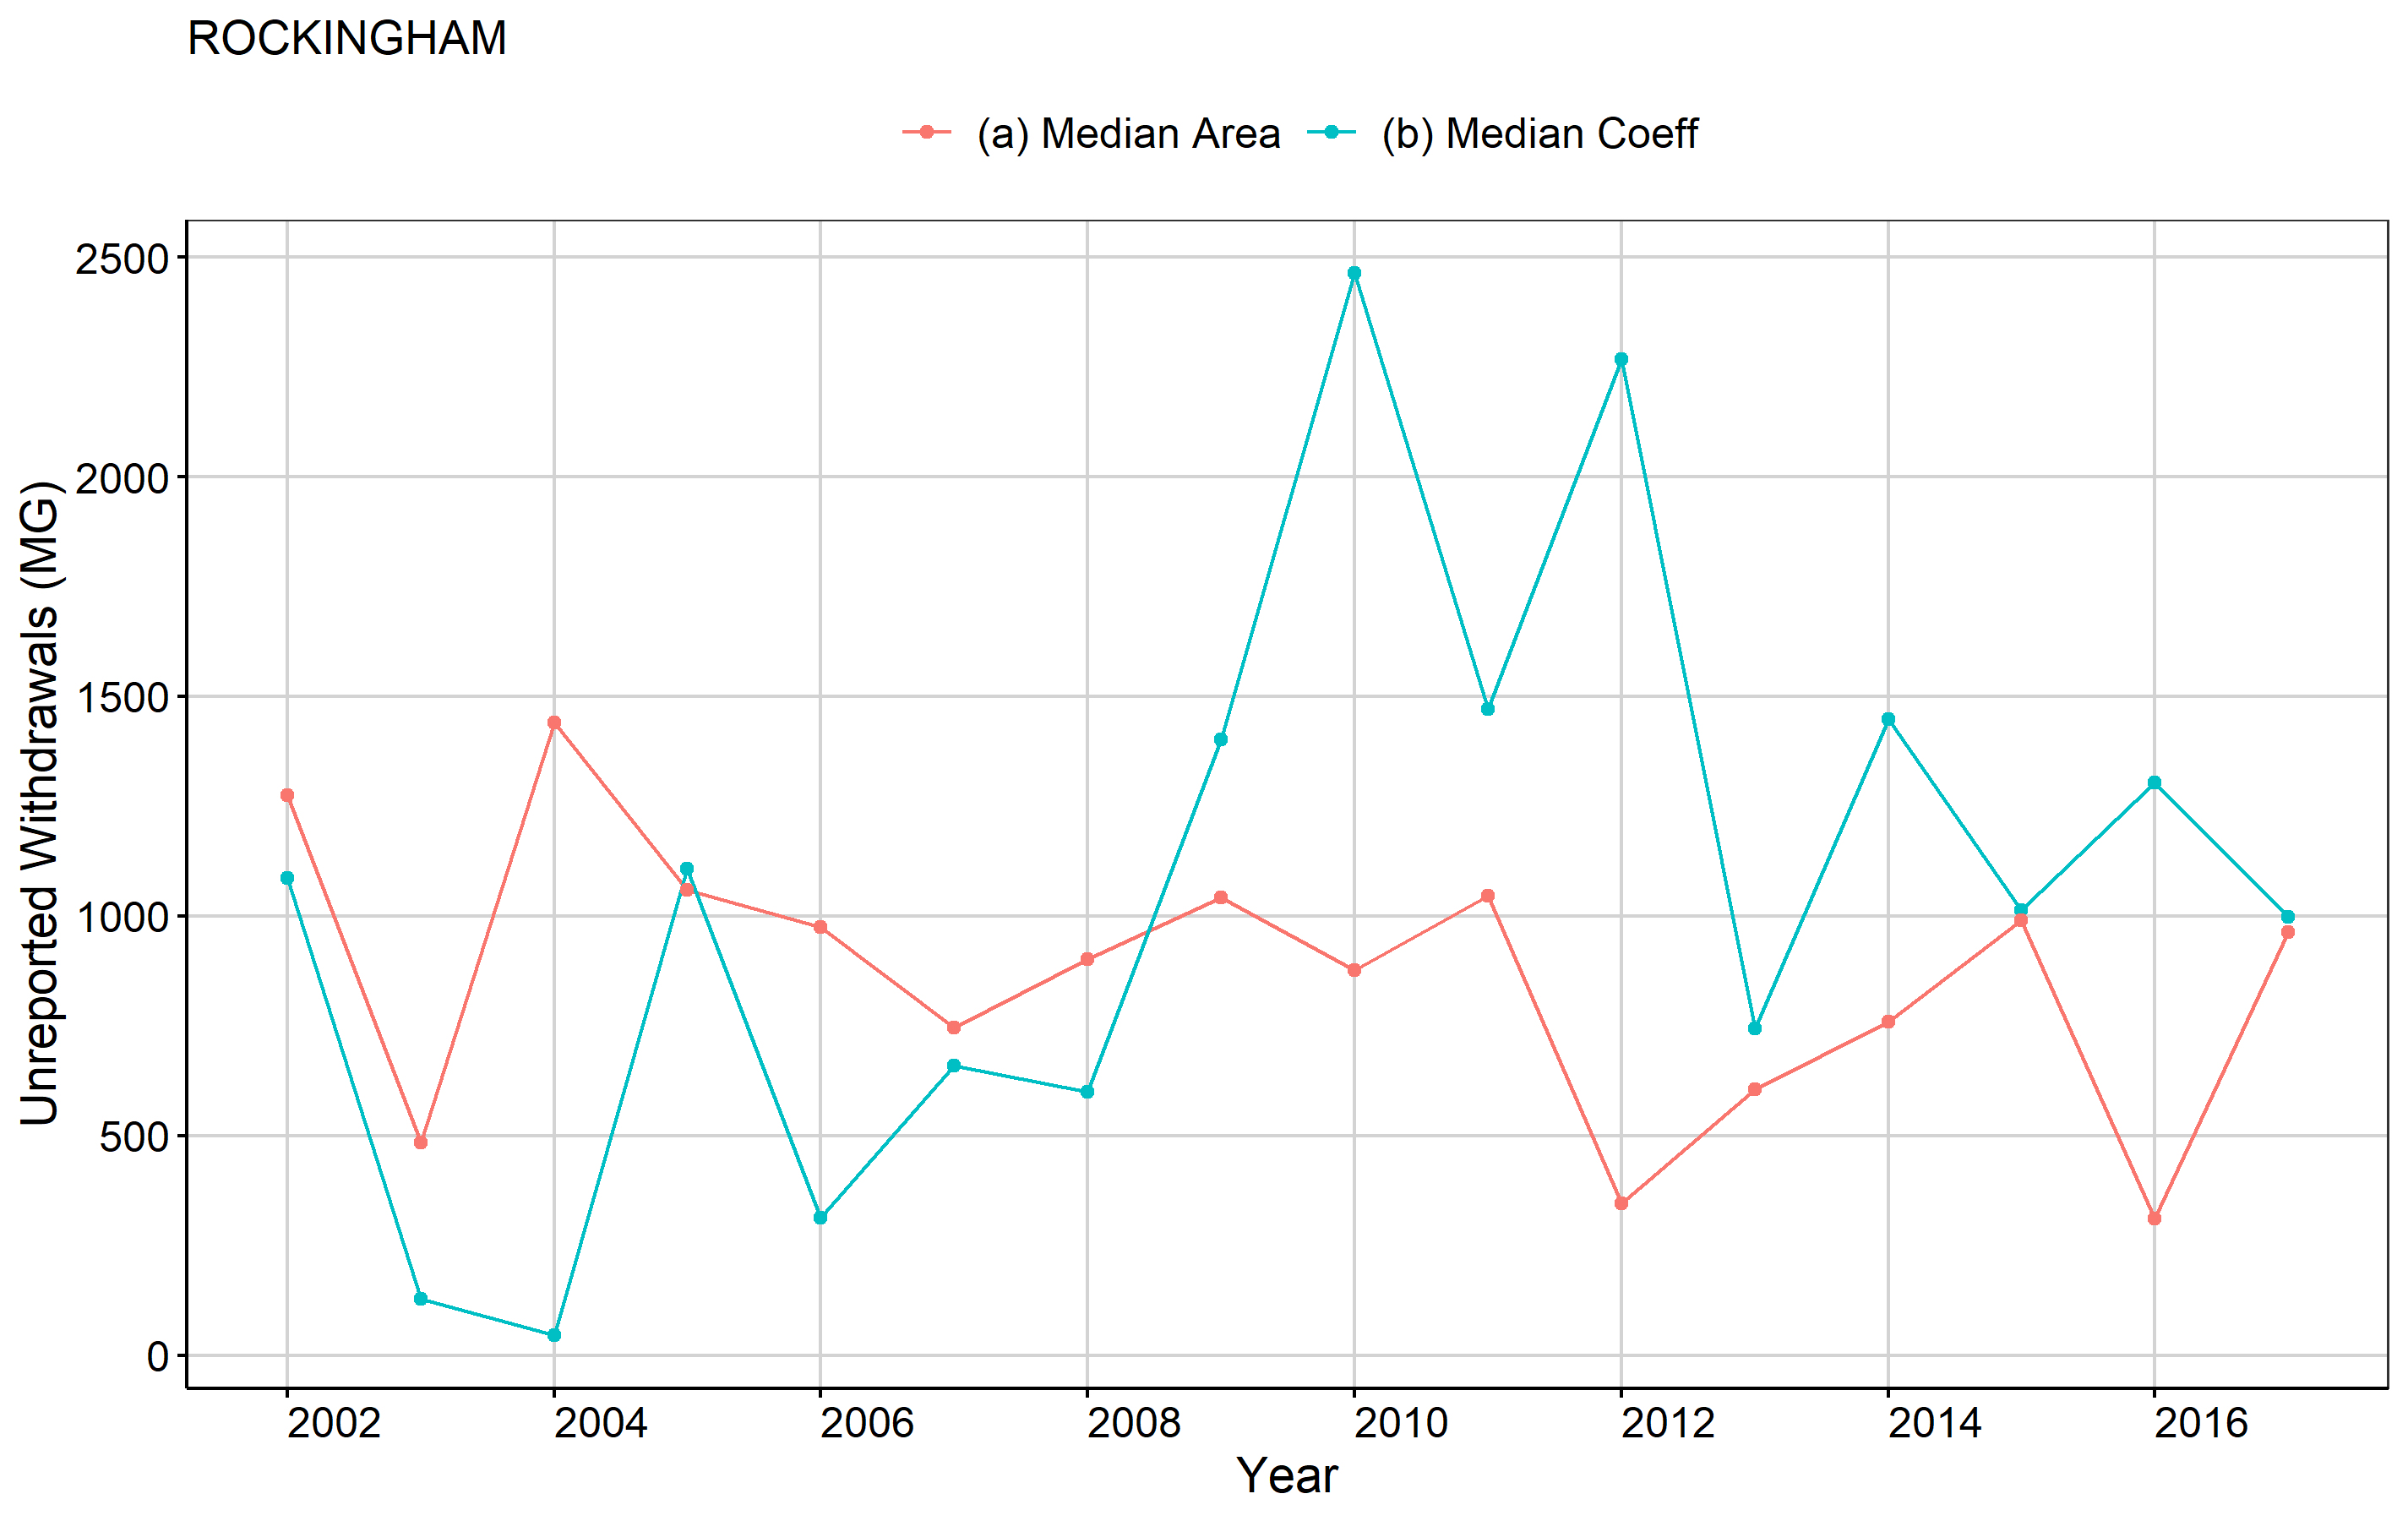 ROCKINGHAM
(a) Median Area (b) Median Coeff
Unreported Withdrawals (MG)
2500
2000
1500
1000
500
0
2002 2004 2006 2008 2010 2012 2014 2016
Year